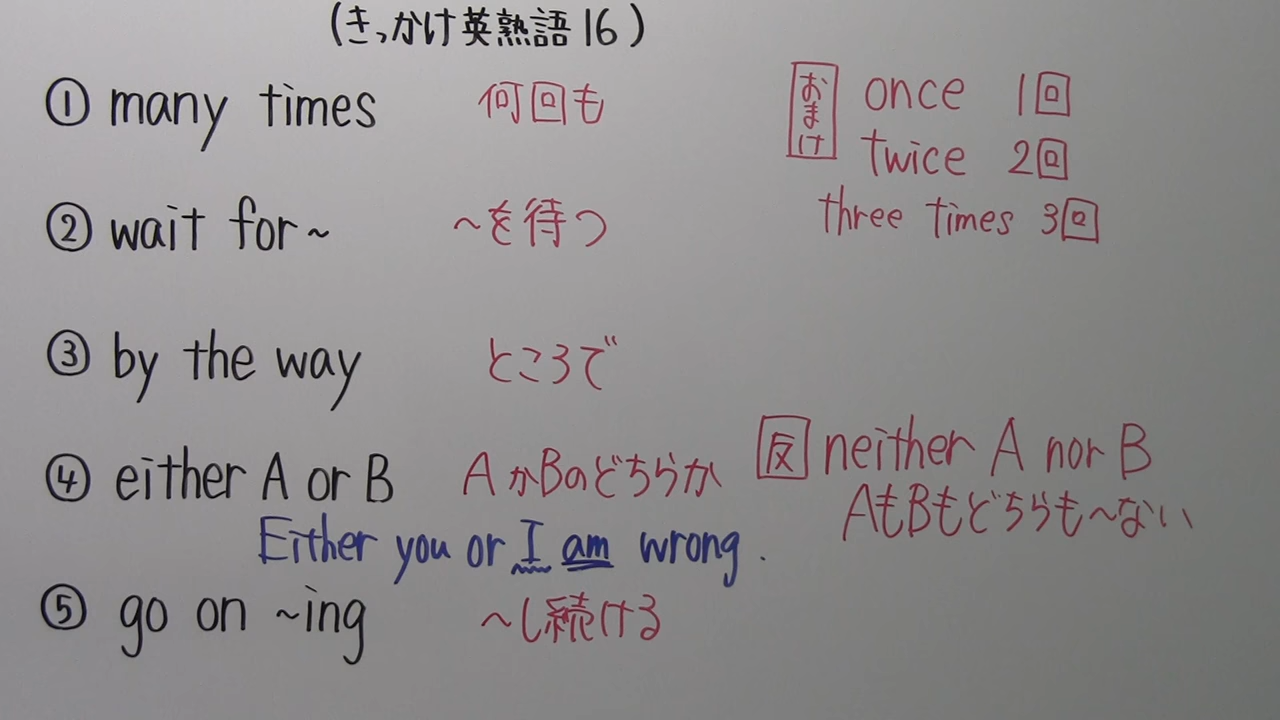 (きっかけ英熟語16)
① many times 何回も
おまけ once 1回
twice 2回
three times 3回
② wait for~ ~を待つ
③ by the way ところで
④ either A or B AかBのどちらか
反 neither A nor B
AもBもどちらも~ない
Either you or I am wrong.
⑤ go on ~ing ~し続ける